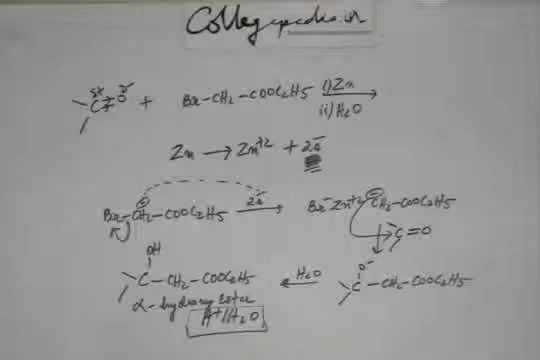 Collegepedia.in
C=O + Br-CH2-COOC2H5 i) Zn
δ+ δ- ii) H2O
Zn → Zn+2 + 2e-
Br-CH2-COOC2H5 2e- → Br- Zn+2 CH2-COOC2H5
C=O
OH O-
C-CH2-COOC2H5 ← H2O C-CH2-COOC2H5
α-hydroxy Ester
H+/H2O